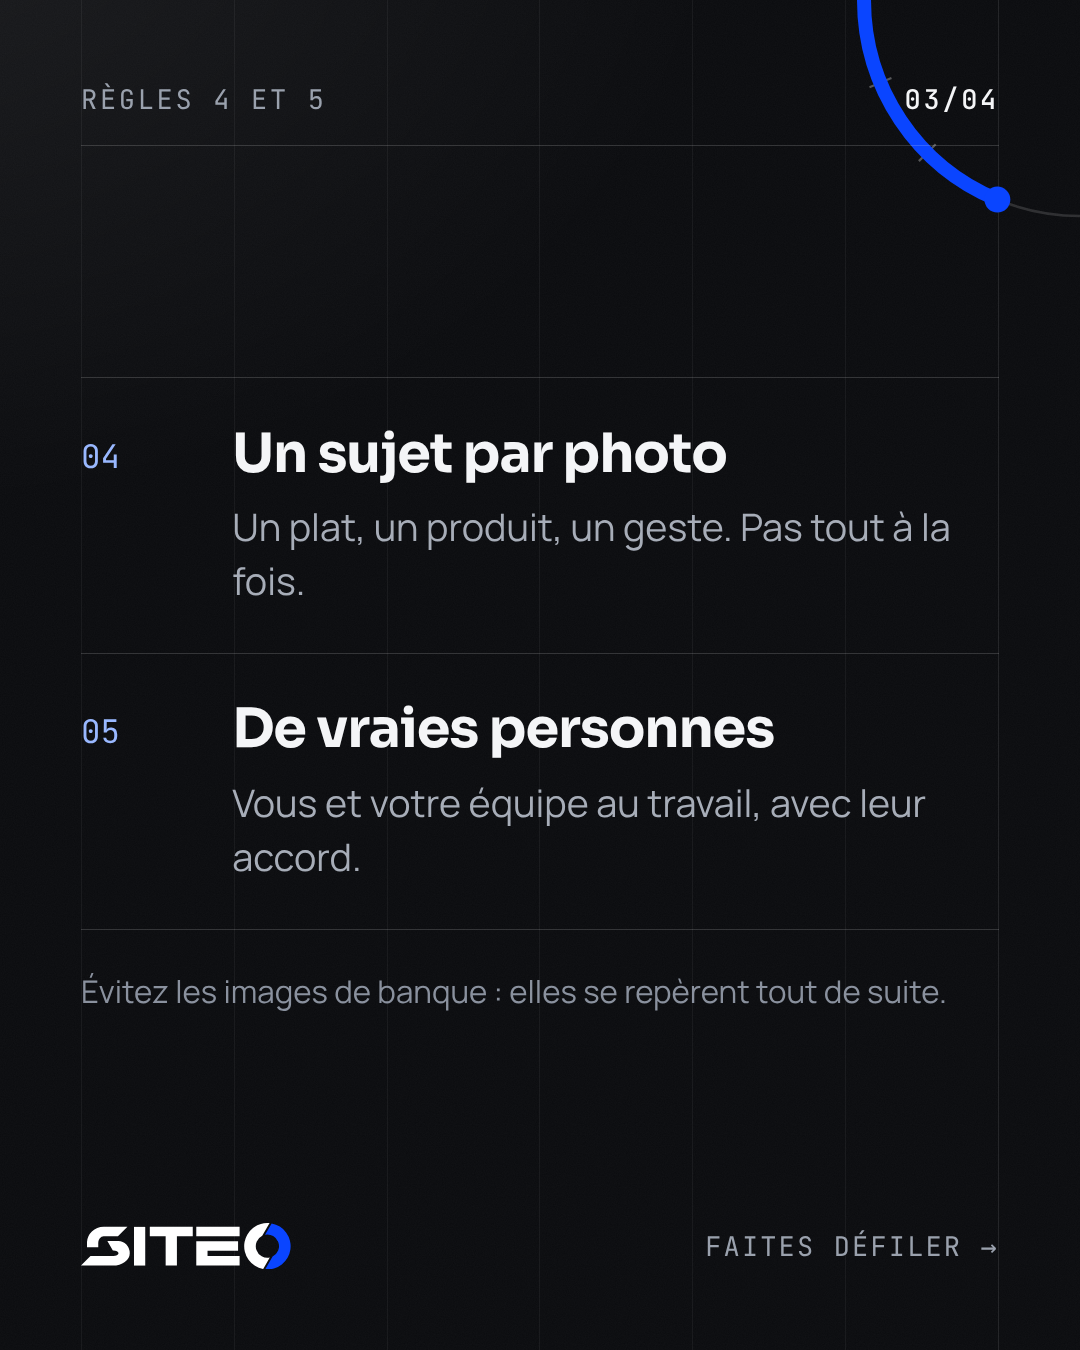 RÈGLES 4 ET 5
03/04
04
Un sujet par photo
Un plat, un produit, un geste. Pas tout à la
fois.
05
De vraies personnes
Vous et votre équipe au travail, avec leur
accord.
Évitez les images de banque : elles se repèrent tout de suite.
SITEO
FAITES DÉFILER →